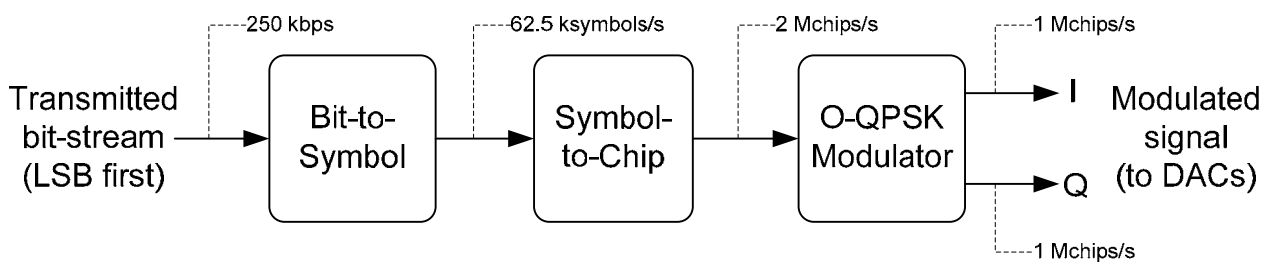 250 kbps
62.5 ksymbols/s
2 Mchips/s
1 Mchips/s
Transmitted
bit-stream
(LSB first)
Bit-to-
Symbol
Symbol-
to-Chip
O-QPSK
Modulator
I
Q
Modulated
signal
(to DACs)
1 Mchips/s